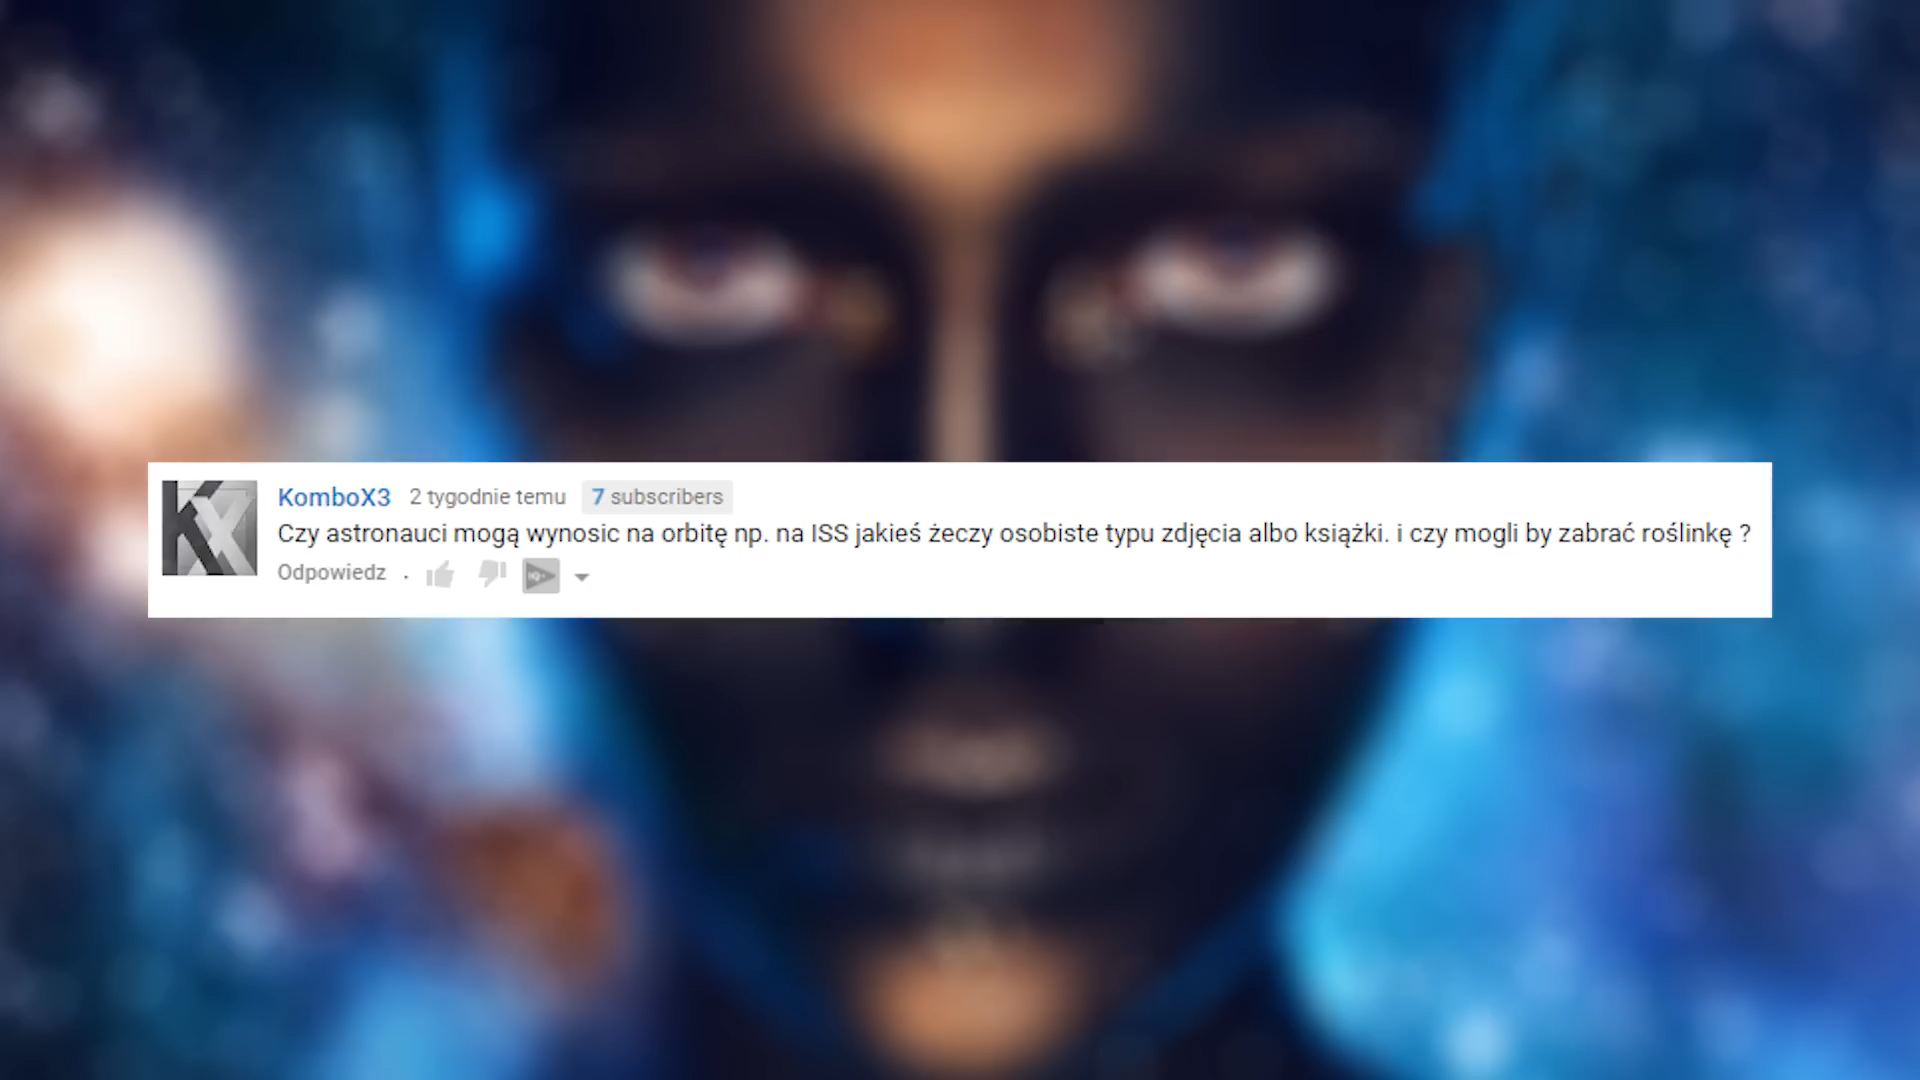 KomboX3 2 tygodnie temu 7 subscribers
Czy astronauci mogą wynosic na orbitę np. na ISS jakieś żeczy osobiste typu zdjęcia albo książki. i czy mogli by zabrać roślinkę ?
Odpowiedz .